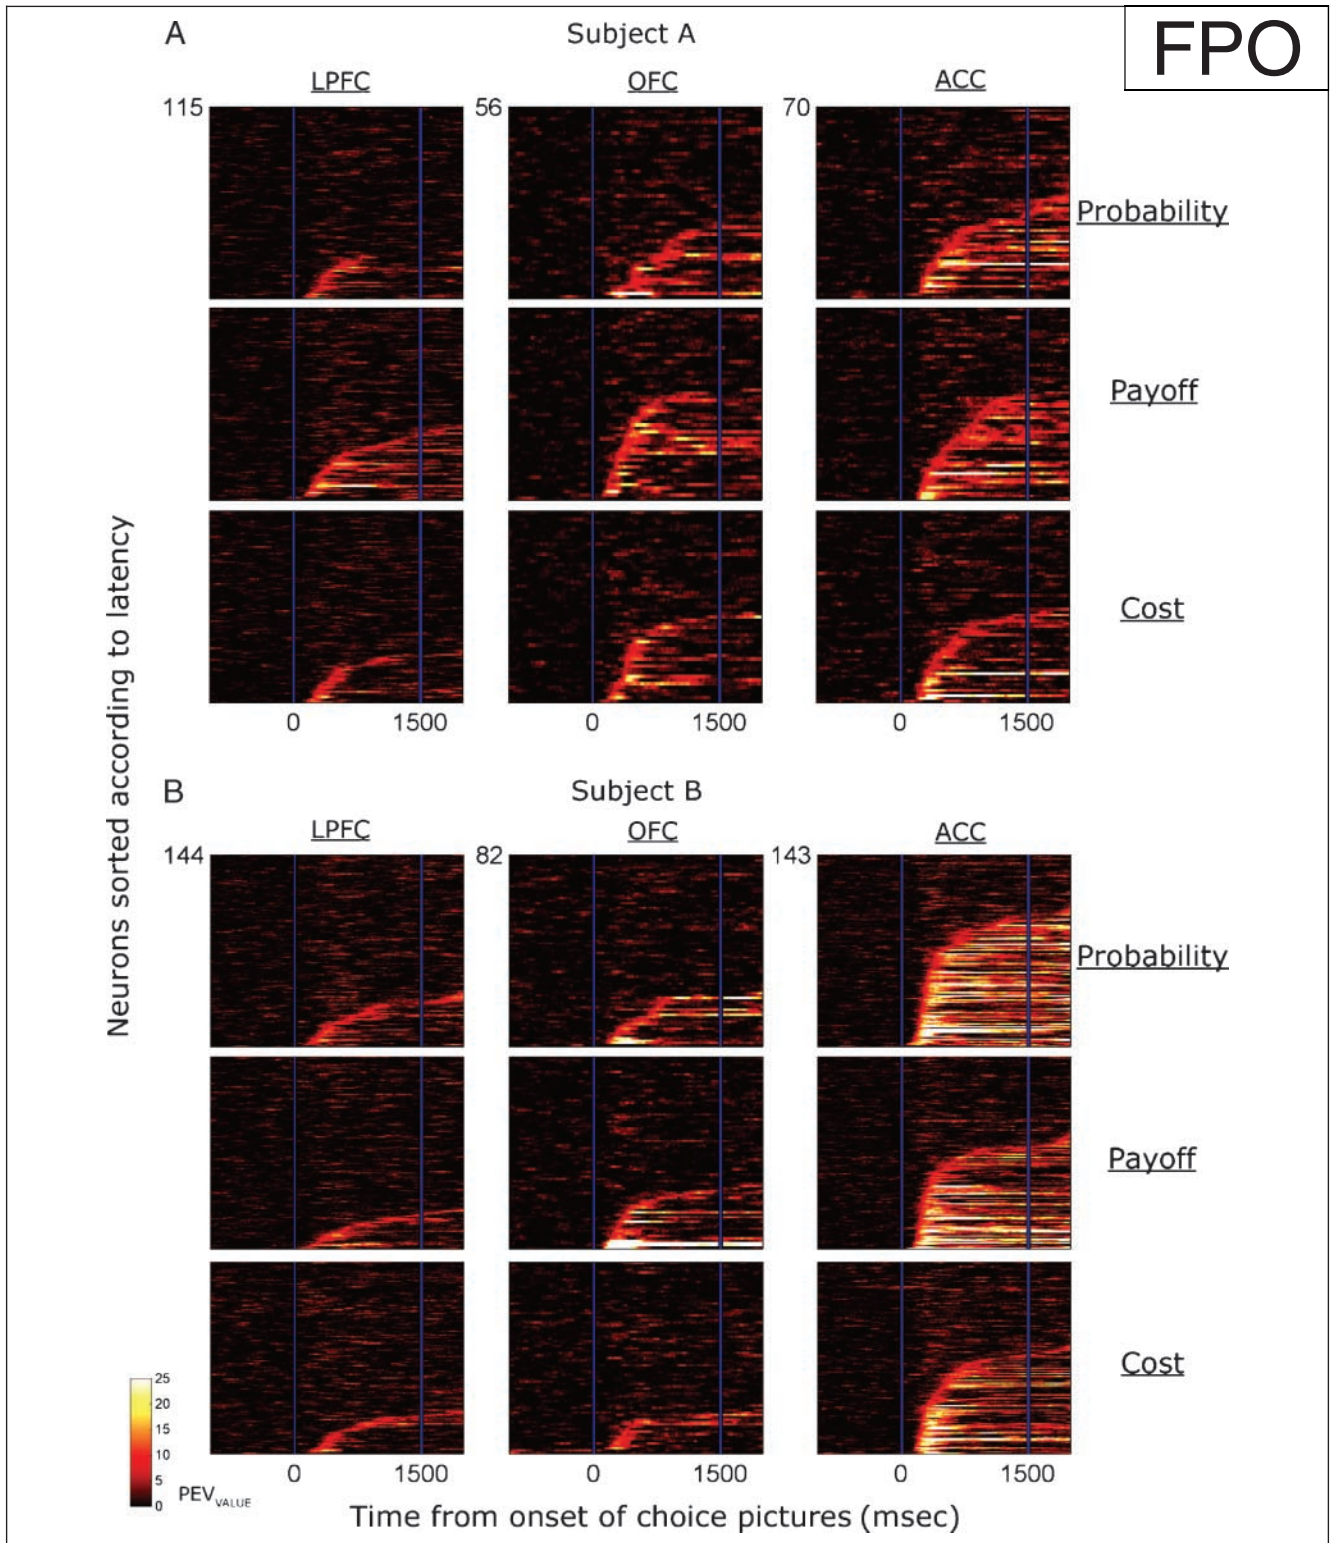 FPO
A
Subject A
LPFC OFC ACC
115 56 70
Probability
Payoff
Cost
0 1500 0 1500 0 1500
Neurons sorted according to latency
B
Subject B
LPFC OFC ACC
144 82 143
Probability
Payoff
Cost
25
20
15
10
5
0
PEV VALUE
0 1500 0 1500 0 1500
Time from onset of choice pictures (msec)